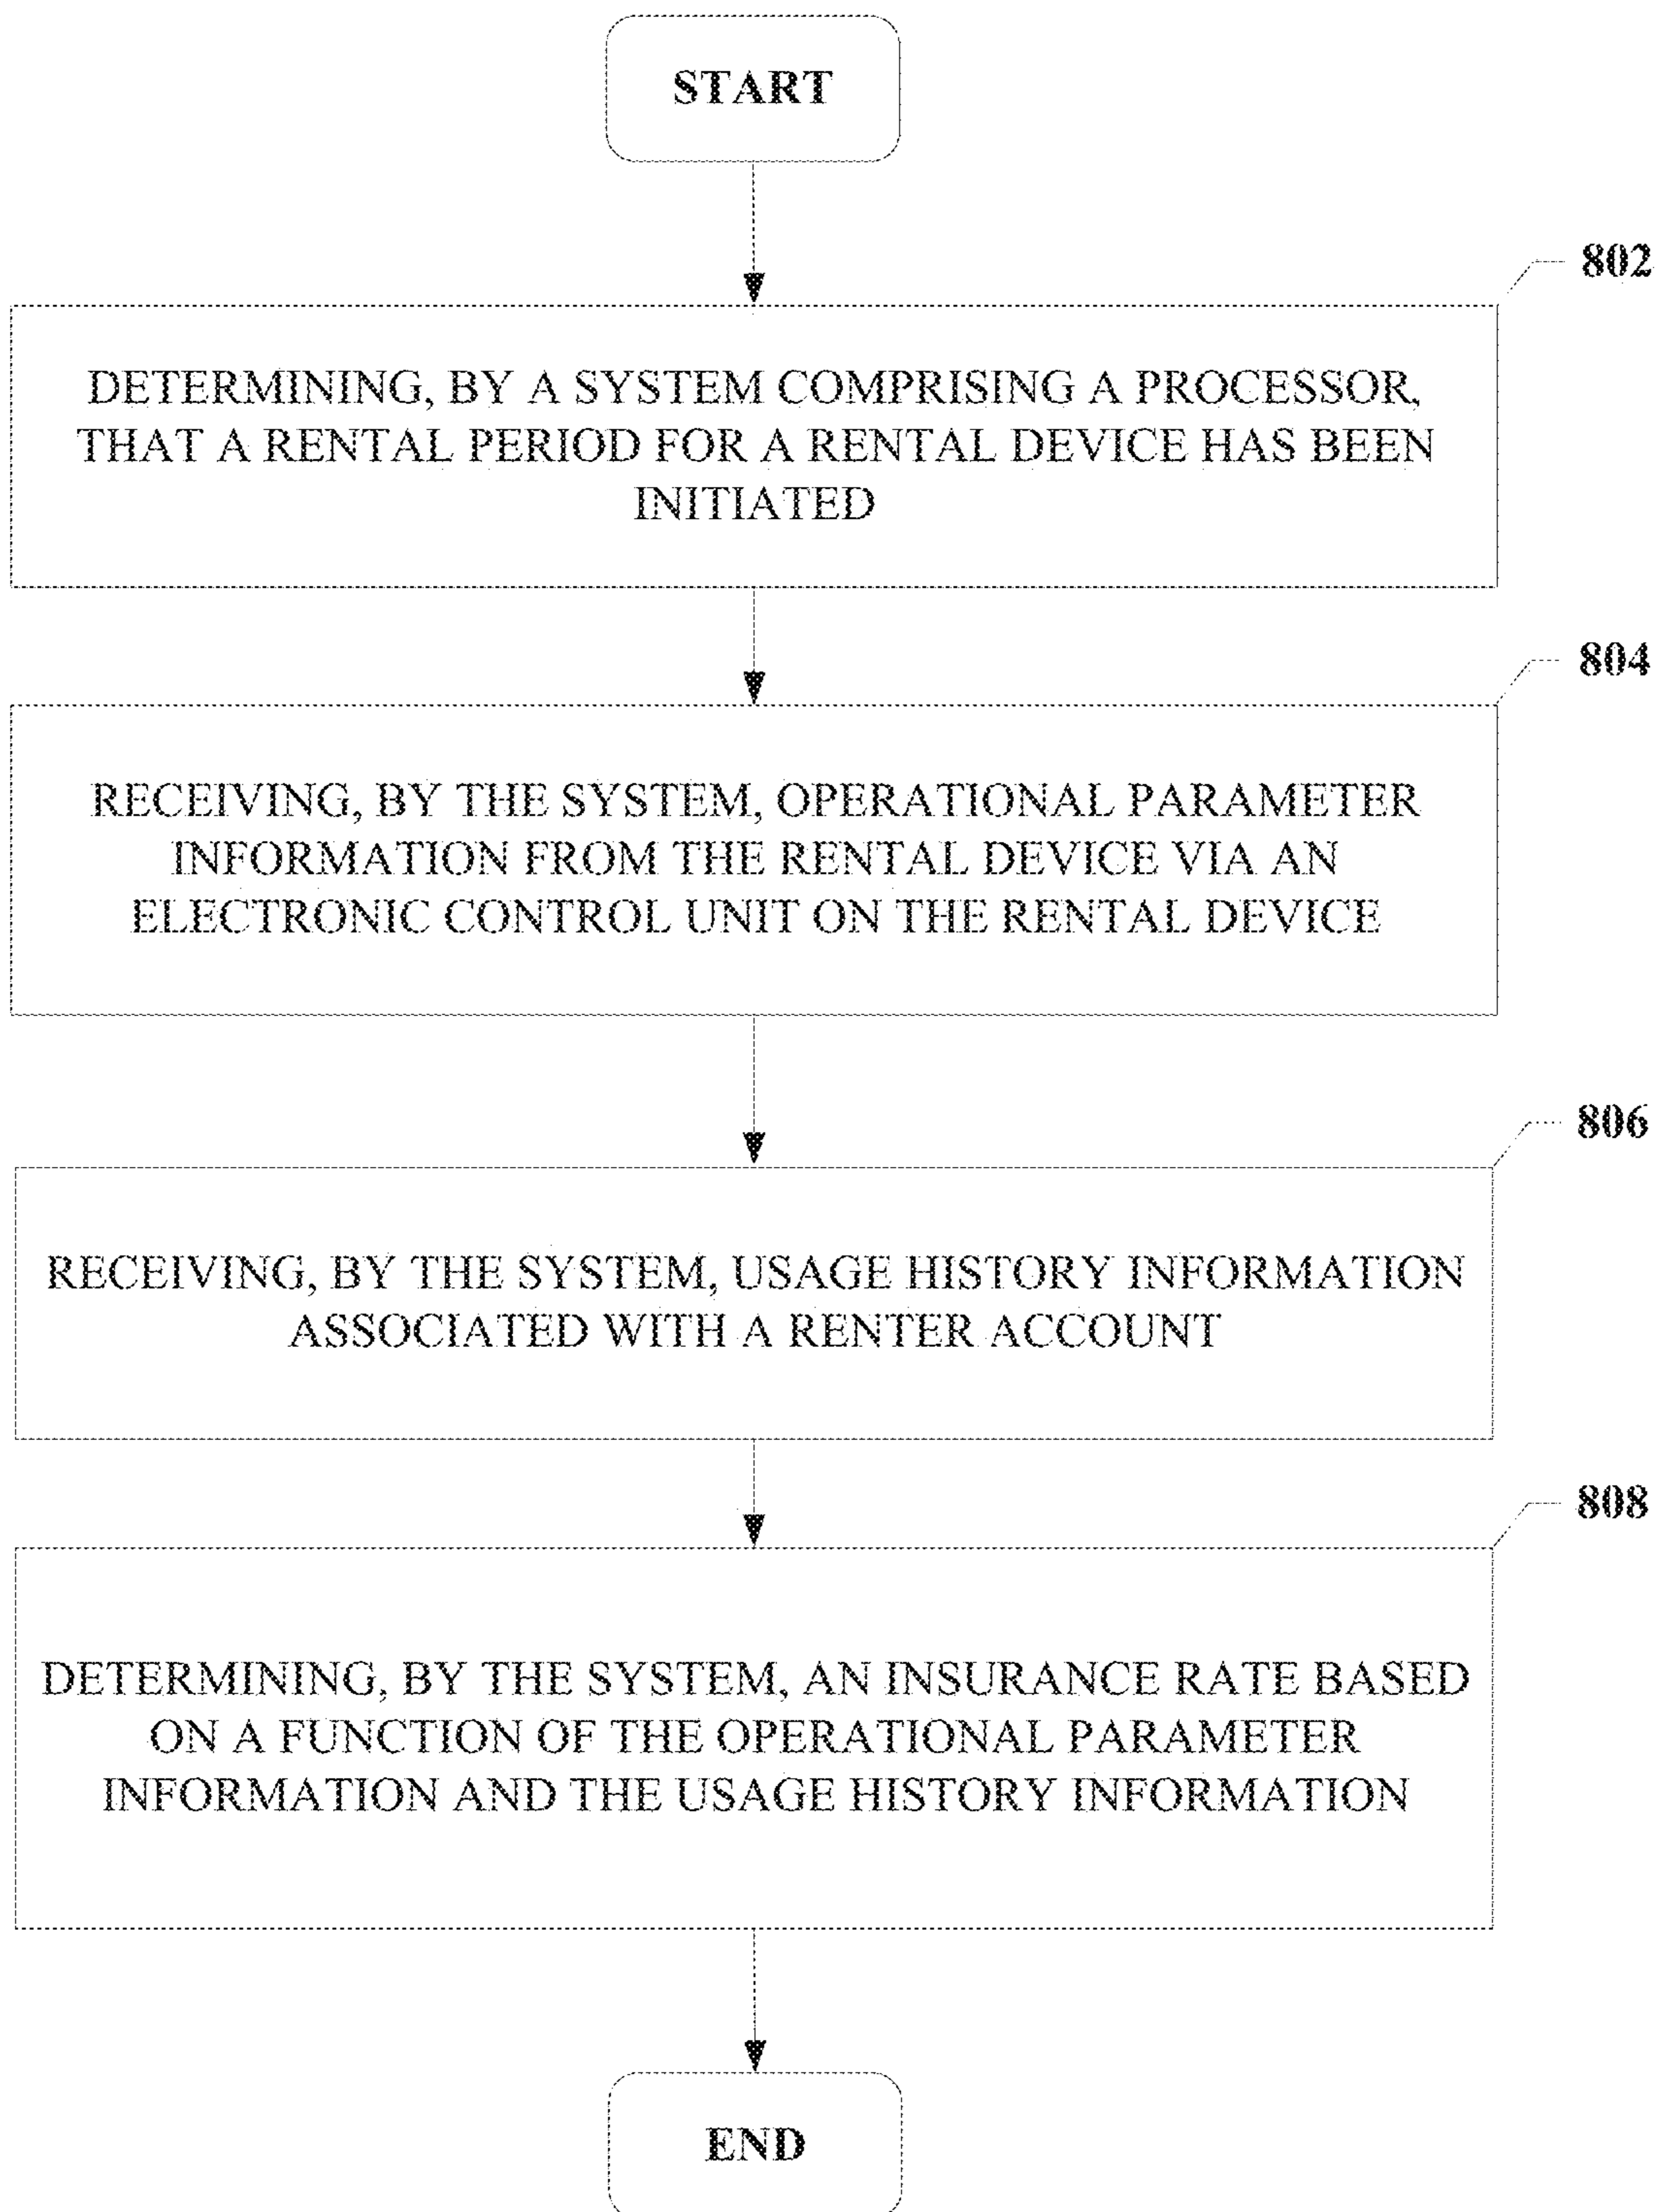 START
802
DETERMINING, BY A SYSTEM COMPRISING A PROCESSOR,
THAT A RENTAL PERIOD FOR A RENTAL DEVICE HAS BEEN
INITIATED
804
RECEIVING, BY THE SYSTEM, OPERATIONAL PARAMETER
INFORMATION FROM THE RENTAL DEVICE VIA AN
ELECTRONIC CONTROL UNIT ON THE RENTAL DEVICE
806
RECEIVING, BY THE SYSTEM, USAGE HISTORY INFORMATION
ASSOCIATED WITH A RENTER ACCOUNT
808
DETERMINING, BY THE SYSTEM, AN INSURANCE RATE BASED
ON A FUNCTION OF THE OPERATIONAL PARAMETER
INFORMATION AND THE USAGE HISTORY INFORMATION
END